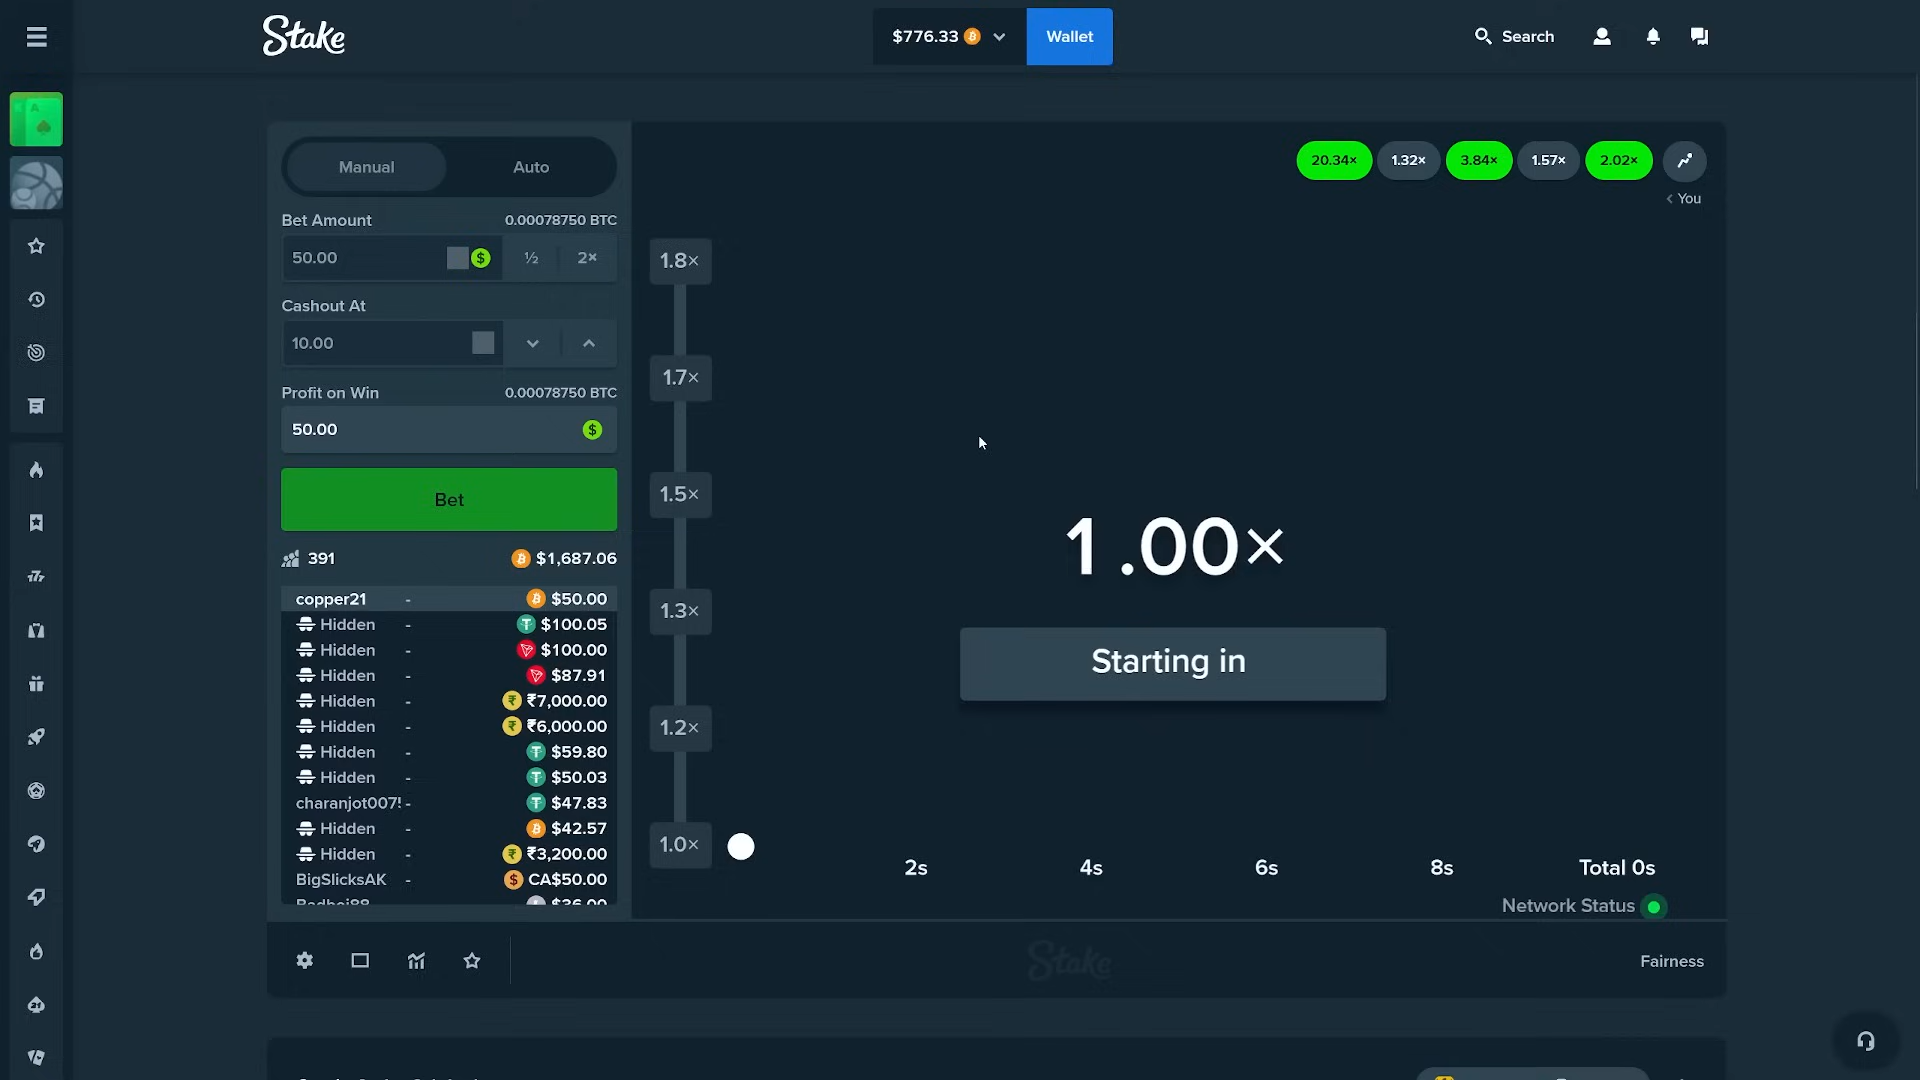 Stake
$776.33
Wallet
Search
Manual
Auto
20.34×
1.32×
3.84×
1.57×
2.02×
You
Bet Amount
0.00078750 BTC
50.00
½
2×
Cashout At
10.00
Profit on Win
0.00078750 BTC
50.00
Bet
391
$1,687.06
copper21 - $50.00
Hidden - $100.05
Hidden - $100.00
Hidden - $87.91
Hidden - ₹7,000.00
Hidden - ₹6,000.00
Hidden - $59.80
Hidden - $50.03
charanjot007 - $47.83
Hidden - $42.57
Hidden - ₹3,200.00
BigSlicksAK - CA$50.00
1.8×
1.7×
1.5×
1.3×
1.2×
1.0×
1.00×
Starting in
2s
4s
6s
8s
Total 0s
Network Status
Stake
Fairness